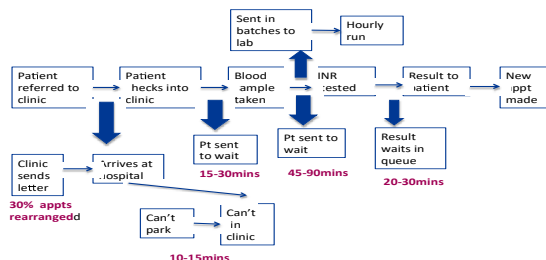 Sent in
batches to
lab
Hourly
run
Patient
referred to
clinic
Patient
hecks into
clinic
Blood
ample
taken
INR
ested
Result to
atient
New
ppt
made
Pt sent
to wait
15-30mins
Pt sent to
wait
45-90mins
Result
waits in
queue
20-30mins
Clinic
sends
letter
30% appts
rearrangedd
Arrives at
ospital
Can't
park
Can't
in
clinic
10-15mins